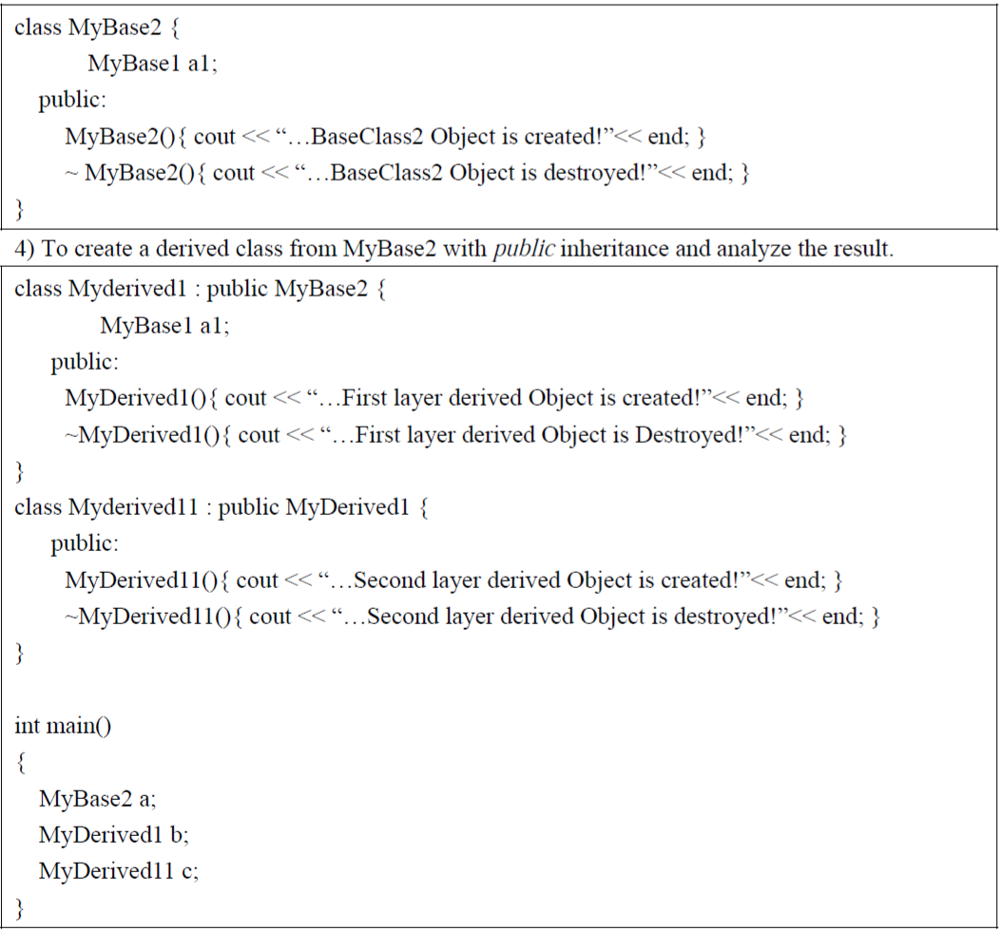 class MyBase2 {
MyBase1 a1;
public:
MyBase2(){ cout << “…BaseClass2 Object is created!”<< end; }
~ MyBase2(){ cout << “…BaseClass2 Object is destroyed!”<< end; }
}
4) To create a derived class from MyBase2 with public inheritance and analyze the result.
class Myderived1 : public MyBase2 {
MyBase1 a1;
public:
MyDerived1(){ cout << “…First layer derived Object is created!”<< end; }
~MyDerived1(){ cout << “…First layer derived Object is Destroyed!”<< end; }
}
class Myderived11 : public MyDerived1 {
public:
MyDerived11(){ cout << “…Second layer derived Object is created!”<< end; }
~MyDerived11(){ cout << “…Second layer derived Object is destroyed!”<< end; }
}
int main()
{
MyBase2 a;
MyDerived1 b;
MyDerived11 c;
}